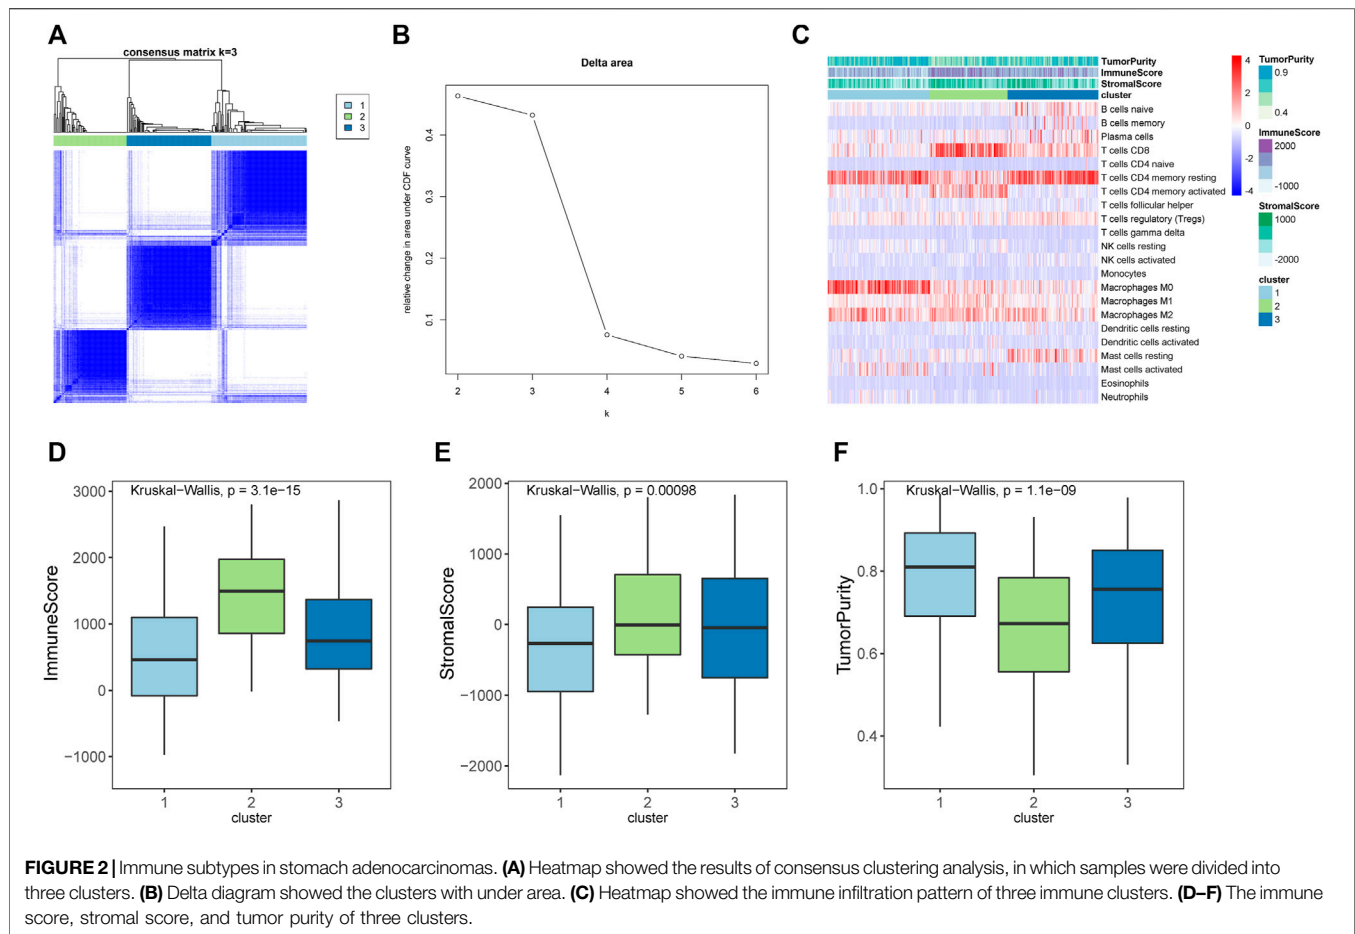 A
consensus matrix k=3
1
2
3
B
Delta area
relative change in area under CDF curve
0.4
0.3
0.2
0.1
2 3 4 5 6
k
C
TumorPurity
ImmuneScore
StromalScore
cluster
B cells naive
B cells memory
Plasma cells
T cells CD8
T cells CD4 naive
T cells CD4 memory resting
T cells CD4 memory activated
T cells follicular helper
T cells regulatory (Tregs)
T cells gamma delta
NK cells resting
NK cells activated
Monocytes
Macrophages M0
Macrophages M1
Macrophages M2
Dendritic cells resting
Dendritic cells activated
Mast cells resting
Mast cells activated
Eosinophils
Neutrophils
4
2
0
-2
-4
TumorPurity
0.9
0.4
ImmuneScore
2000
-1000
StromalScore
1000
-2000
cluster
1
2
3
D
Kruskal−Wallis, p = 3.1e−15
ImmuneScore
3000
2000
1000
0
−1000
1 2 3
cluster
E
Kruskal−Wallis, p = 0.00098
StromalScore
2000
1000
0
−1000
−2000
1 2 3
cluster
F
Kruskal−Wallis, p = 1.1e−09
TumorPurity
1.0
0.8
0.6
0.4
1 2 3
cluster
FIGURE 2 | Immune subtypes in stomach adenocarcinomas. (A) Heatmap showed the results of consensus clustering analysis, in which samples were divided into
three clusters. (B) Delta diagram showed the clusters with under area. (C) Heatmap showed the immune infiltration pattern of three immune clusters. (D–F) The immune
score, stromal score, and tumor purity of three clusters.